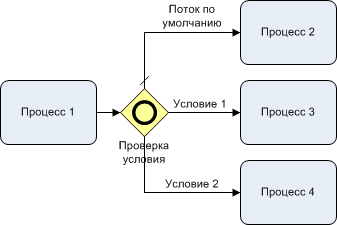 Поток по
умолчанию
Процесс 2
Процесс 1
Условие 1
Процесс 3
Проверка
условия
Условие 2
Процесс 4